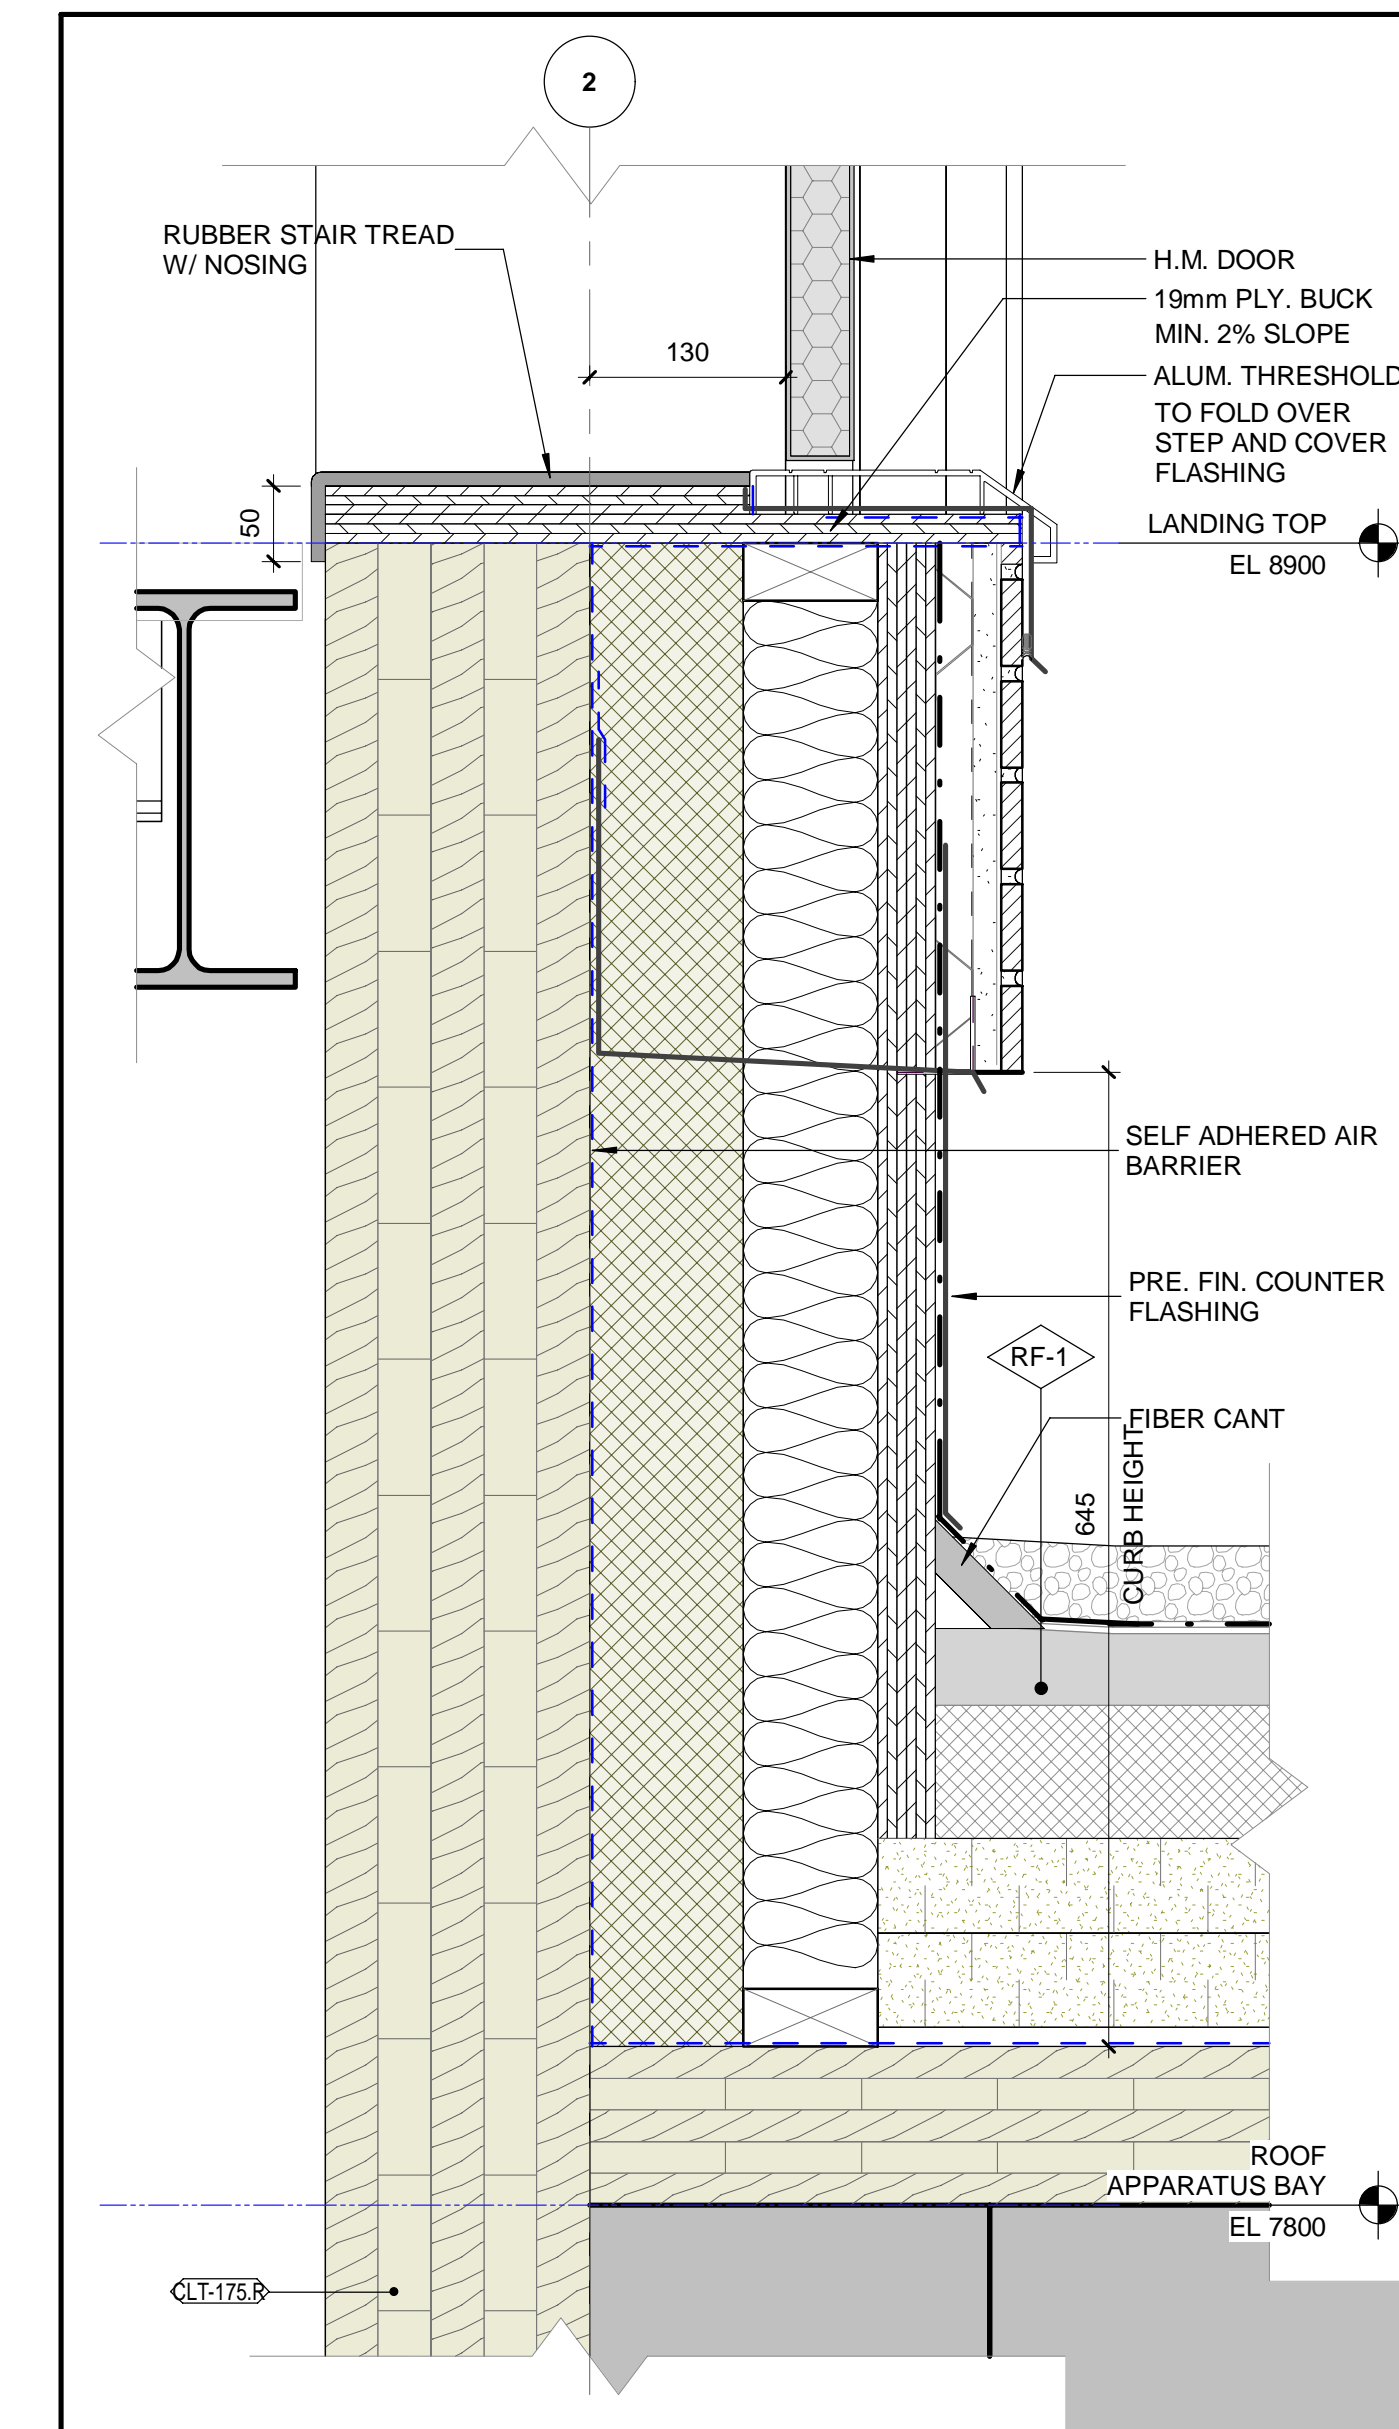 2
RUBBER STAIR TREAD
W/ NOSING
H.M. DOOR
19mm PLY. BUCK
MIN. 2% SLOPE
130
ALUM. THRESHOLD
TO FOLD OVER
STEP AND COVER
FLASHING
50
LANDING TOP
EL 8900
SELF ADHERED AIR
BARRIER
PRE. FIN. COUNTER
FLASHING
RF-1
FIBER CANT
645
CURB HEIGHT
ROOF
APPARATUS BAY
EL 7800
CLT-175.R